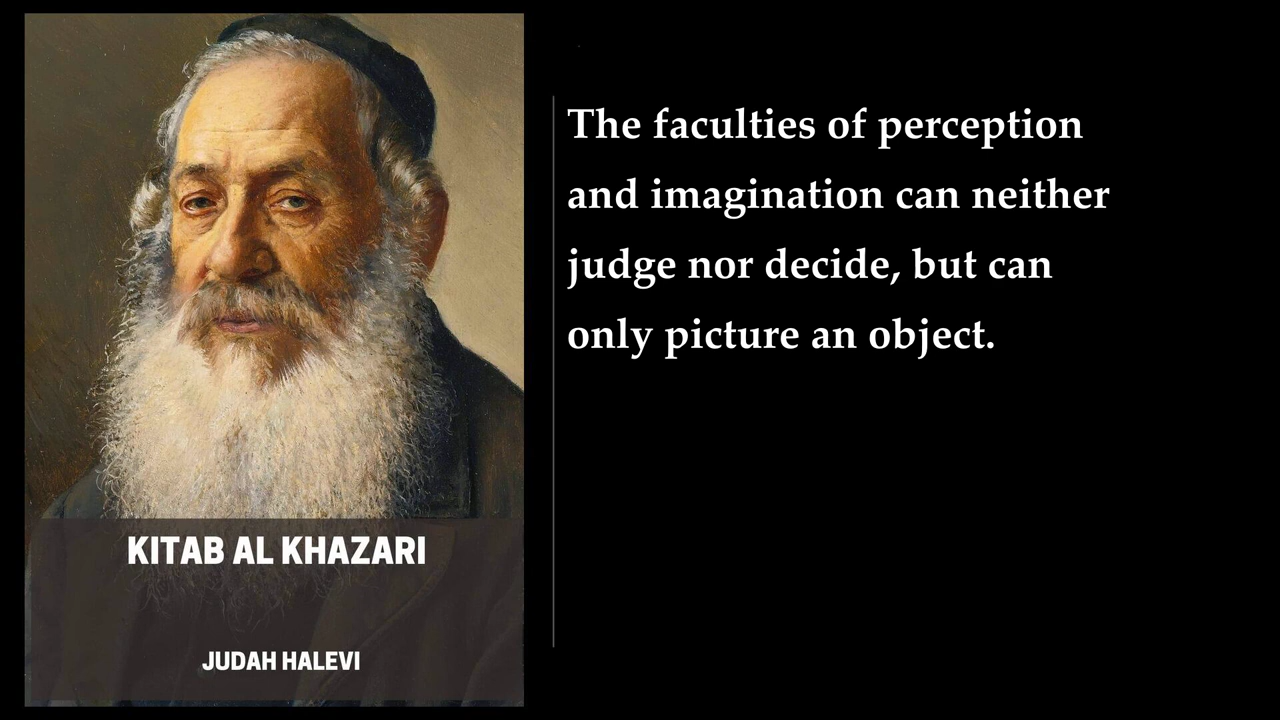 The faculties of perception
and imagination can neither
judge nor decide, but can
only picture an object.
KITAB AL KHAZARI
JUDAH HALEVI